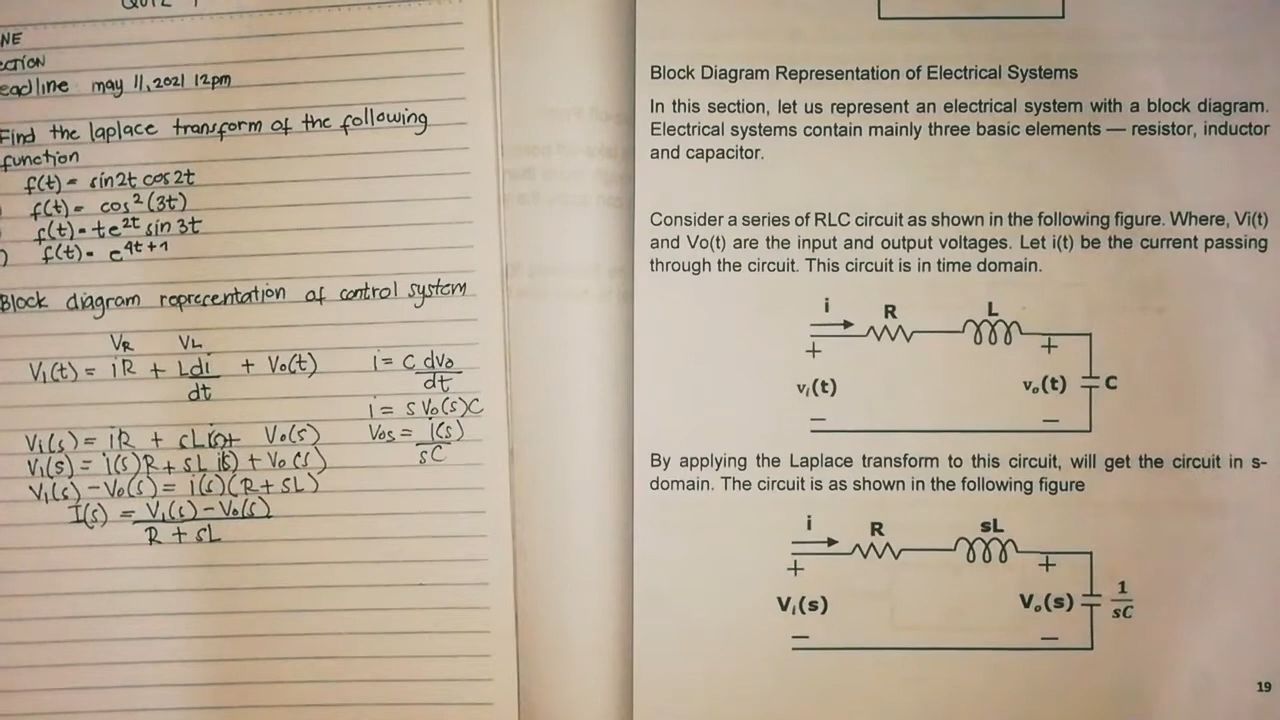 NE
ECTION
eadline may 11, 2021 12pm
Find the laplace transform of the following
function
f(t) = sin2t cos2t
f(t) = cos²(3t)
f(t) = te^2t sin 3t
f(t) = e^4t+1
Block diagram representation of control system
VR VL
Vi(t) = iR + Ldi/dt + Vo(t)
Vi(s) = iR + sLi(s)+ Vo(s)
Vi(s) = i(s)R + sL i(s) + Vo(s)
Vi(s) - Vo(s) = i(s)(R + sL)
I(s) = Vi(s) - Vo(s)
R + sL
i = C dvo/dt
i = s Vo(s)C
Vos = i(s)
sC
Block Diagram Representation of Electrical Systems
In this section, let us represent an electrical system with a block diagram.
Electrical systems contain mainly three basic elements — resistor, inductor
and capacitor.
Consider a series of RLC circuit as shown in the following figure. Where, Vi(t)
and Vo(t) are the input and output voltages. Let i(t) be the current passing
through the circuit. This circuit is in time domain.
i R L
+ +
vi(t) vo(t) C
− −
By applying the Laplace transform to this circuit, will get the circuit in s-
domain. The circuit is as shown in the following figure
i R sL
+ +
Vi(s) Vo(s) 1/sC
− −
19